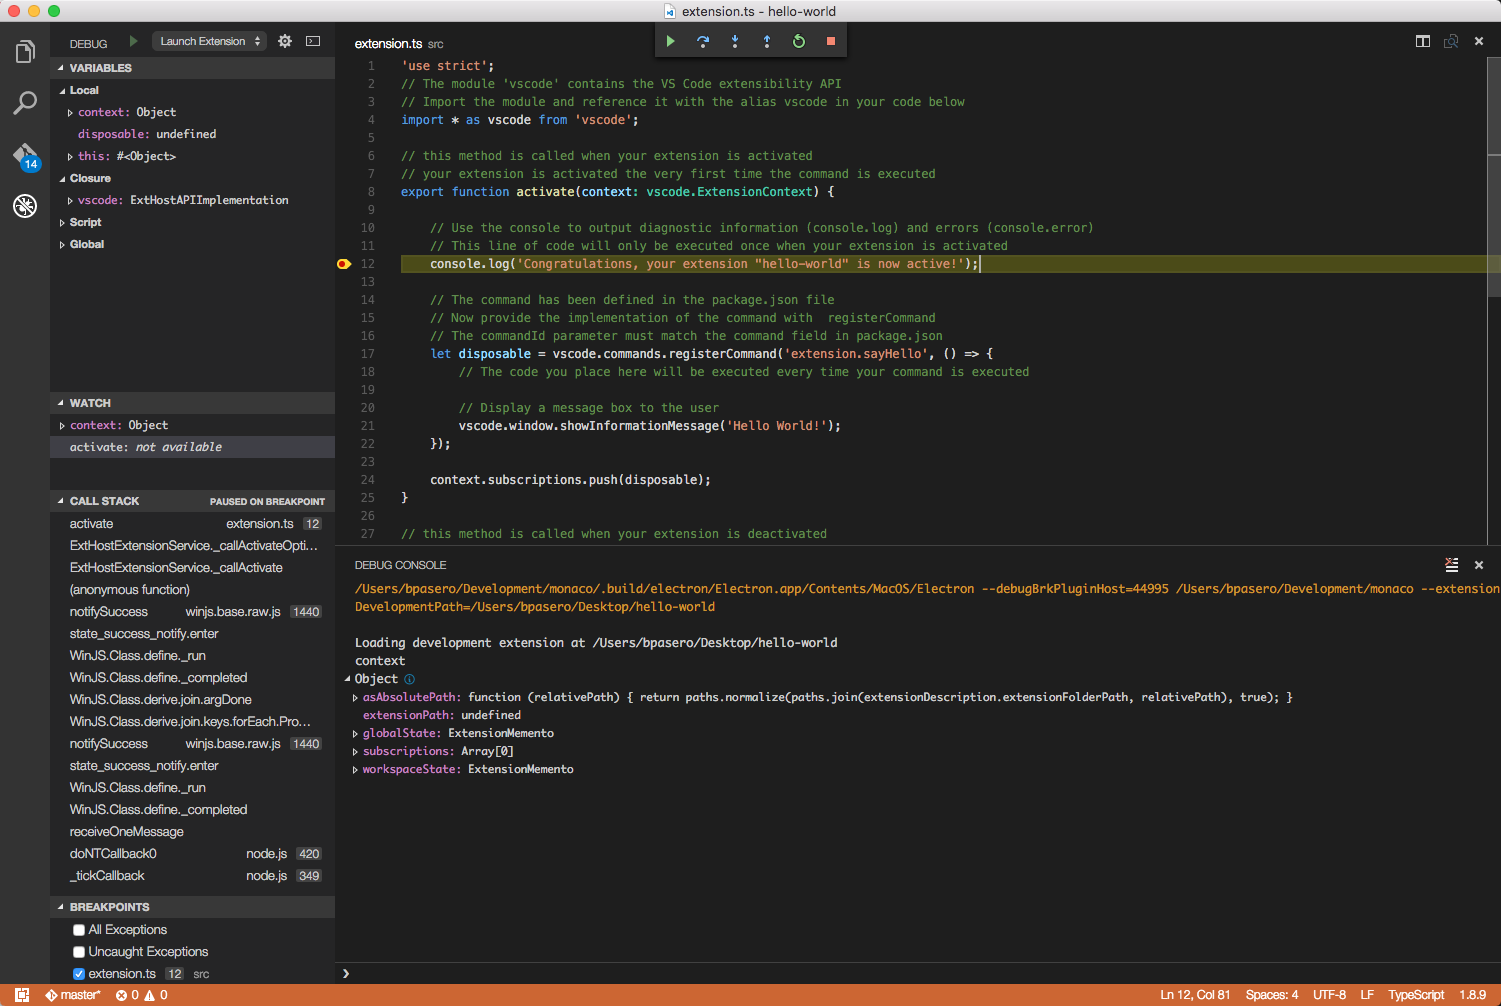 extension.ts - hello-world
DEBUG Launch Extension
VARIABLES
Local
context: Object
disposable: undefined
this: #<Object>
Closure
vscode: ExtHostAPIImplementation
Script
Global
14
WATCH
context: Object
activate: not available
CALL STACK PAUSED ON BREAKPOINT
activate extension.ts 12
ExtHostExtensionService._callActivateOpti...
ExtHostExtensionService._callActivate
(anonymous function)
notifySuccess winjs.base.raw.js 1440
state_success_notify.enter
WinJS.Class.define._run
WinJS.Class.define._completed
WinJS.Class.derive.join.argDone
WinJS.Class.derive.join.keys.forEach.Pro...
notifySuccess winjs.base.raw.js 1440
state_success_notify.enter
WinJS.Class.define._run
WinJS.Class.define._completed
receiveOneMessage
doNTCallback0 node.js 420
_tickCallback node.js 349
BREAKPOINTS
All Exceptions
Uncaught Exceptions
extension.ts 12 src
extension.ts src
1 'use strict';
2 // The module 'vscode' contains the VS Code extensibility API
3 // Import the module and reference it with the alias vscode in your code below
4 import * as vscode from 'vscode';
5
6 // this method is called when your extension is activated
7 // your extension is activated the very first time the command is executed
8 export function activate(context: vscode.ExtensionContext) {
9
10 // Use the console to output diagnostic information (console.log) and errors (console.error)
11 // This line of code will only be executed once when your extension is activated
12 console.log('Congratulations, your extension "hello-world" is now active!');
13
14 // The command has been defined in the package.json file
15 // Now provide the implementation of the command with  registerCommand
16 // The commandId parameter must match the command field in package.json
17 let disposable = vscode.commands.registerCommand('extension.sayHello', () => {
18 // The code you place here will be executed every time your command is executed
19
20 // Display a message box to the user
21 vscode.window.showInformationMessage('Hello World!');
22 });
23
24 context.subscriptions.push(disposable);
25 }
26
27 // this method is called when your extension is deactivated
DEBUG CONSOLE
/Users/bpasero/Development/monaco/.build/electron/Electron.app/Contents/MacOS/Electron --debugBrkPluginHost=44995 /Users/bpasero/Development/monaco --extension
DevelopmentPath=/Users/bpasero/Desktop/hello-world
Loading development extension at /Users/bpasero/Desktop/hello-world
context
Object
asAbsolutePath: function (relativePath) { return paths.normalize(paths.join(extensionDescription.extensionFolderPath, relativePath), true); }
extensionPath: undefined
globalState: ExtensionMemento
subscriptions: Array[0]
workspaceState: ExtensionMemento
master* 0 0 Ln 12, Col 81 Spaces: 4 UTF-8 LF TypeScript 1.8.9